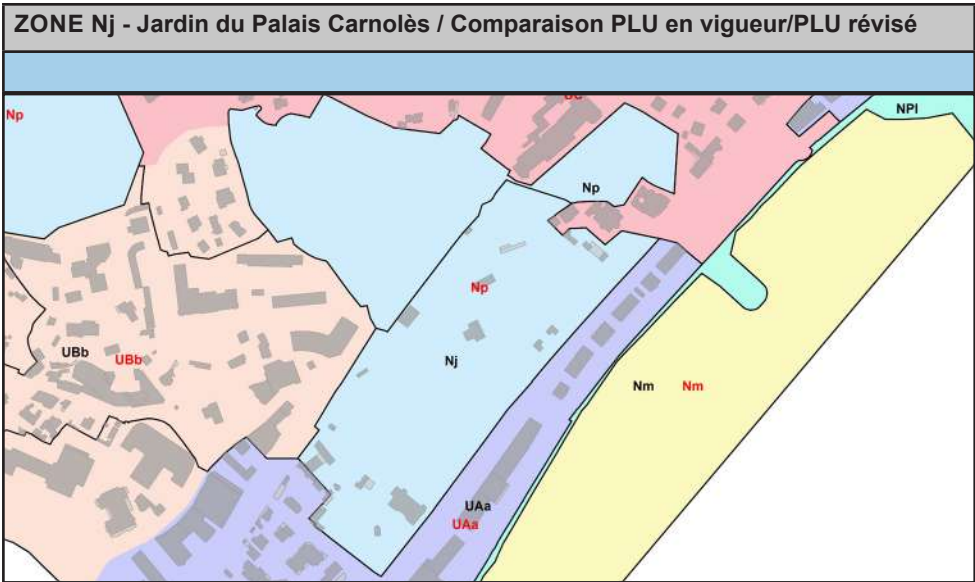 ZONE Nj - Jardin du Palais Carnolès / Comparaison PLU en vigueur/PLU révisé
NPl
Np
Np
Np
UBb
UBb
Nj
Nm
Nm
UAa
UAa